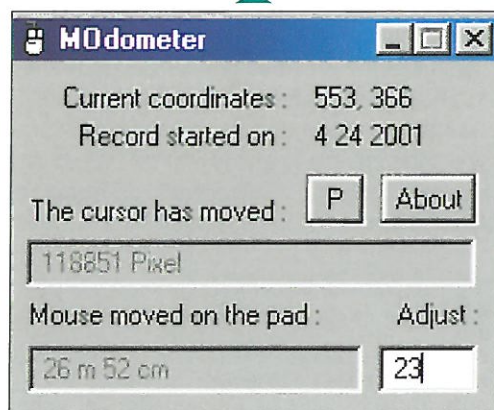 MOdometer
Current coordinates : 553, 366
Record started on : 4 24 2001
The cursor has moved : P About
118851 Pixel
Mouse moved on the pad : Adjust :
26 m 52 cm 23